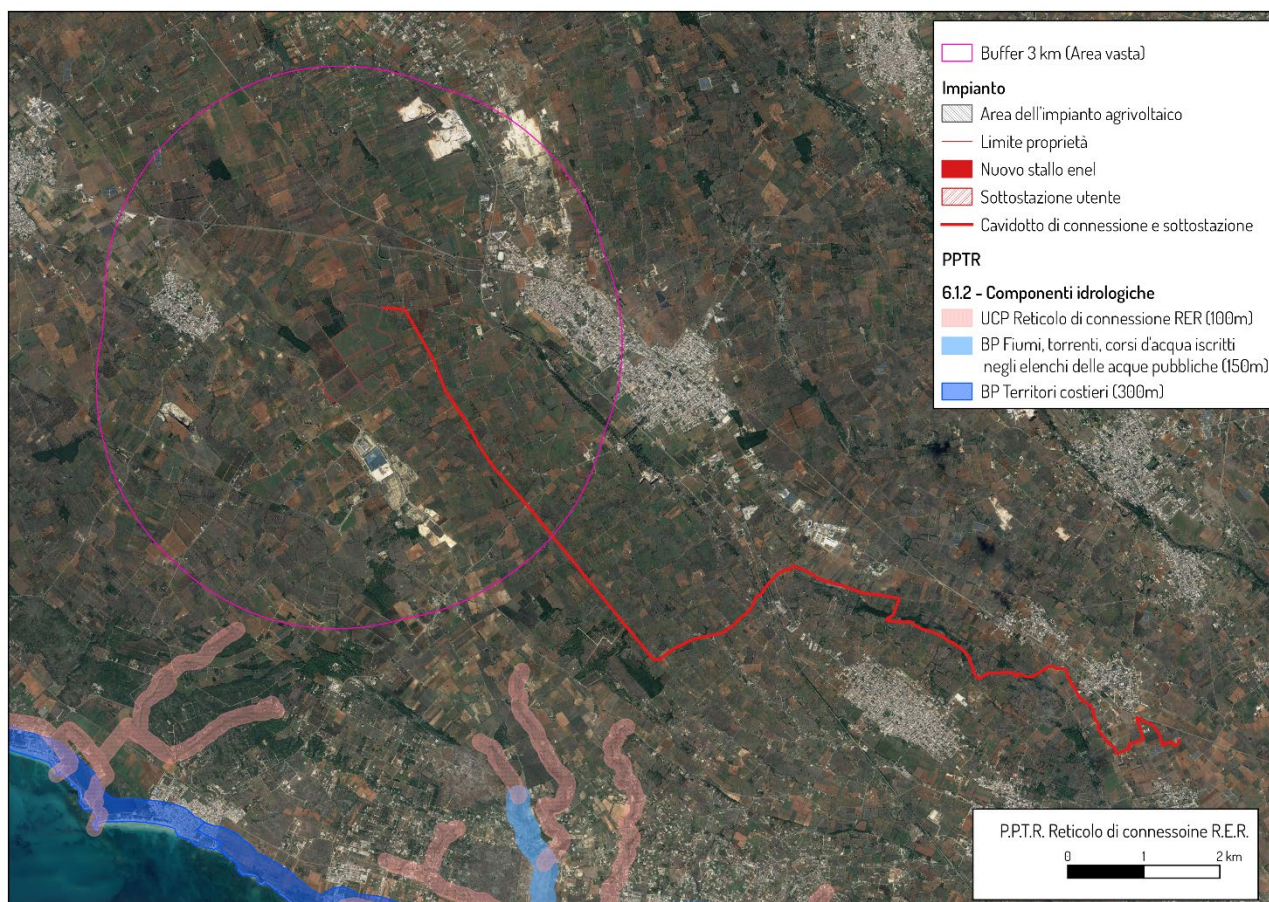 Buffer 3 km (Area vasta)
Impianto
Area dell'impianto agrivoltaico
Limite proprietà
Nuovo stallo enel
Sottostazione utente
Cavidotto di connessione e sottostazione
PPTR
6.1.2 - Componenti idrologiche
UCP Reticolo di connessione RER (100m)
BP Fiumi, torrenti, corsi d'acqua iscritti
negli elenchi delle acque pubbliche (150m)
BP Territori costieri (300m)
P.P.T.R. Reticolo di connessoine R.E.R.
0 1 2 km